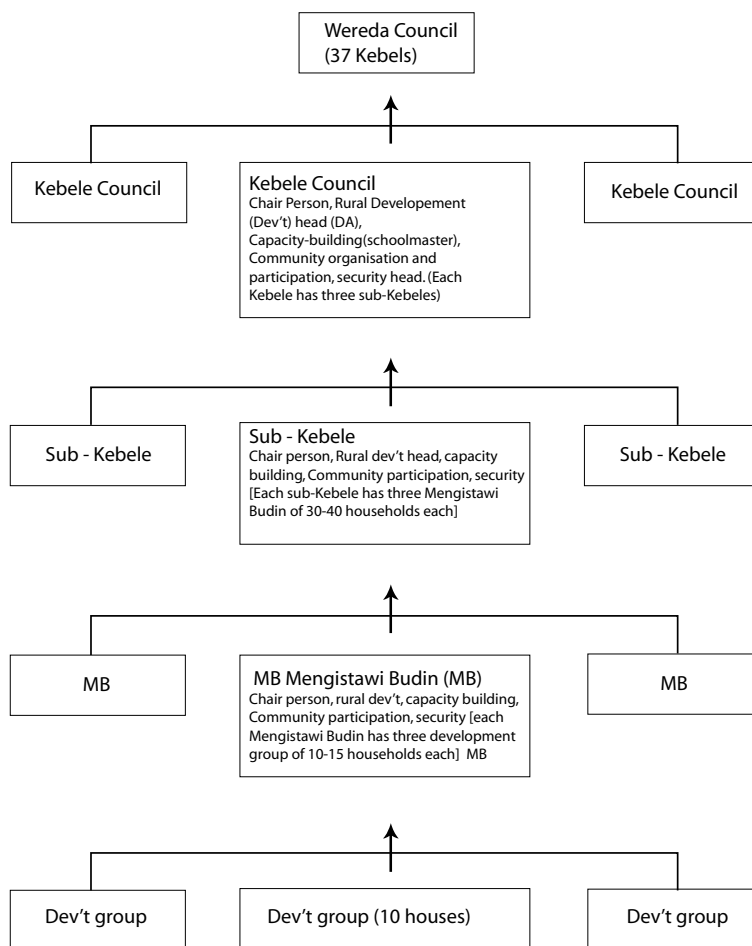 Wereda Council
(37 Kebels)
Kebele Council
Kebele Council
Chair Person, Rural Developement
(Dev't) head (DA),
Capacity-building(schoolmaster),
Community organisation and
participation, security head. (Each
Kebele has three sub-Kebeles)
Kebele Council
Sub - Kebele
Sub - Kebele
Chair person, Rural dev't head, capacity
building, Community participation, security
[Each sub-Kebele has three Mengistawi
Budin of 30-40 households each]
Sub - Kebele
MB
MB Mengistawi Budin (MB)
Chair person, rural dev't, capacity building,
Community participation, security [each
Mengistawi Budin has three development
group of 10-15 households each] MB
MB
Dev't group
Dev't group (10 houses)
Dev't group